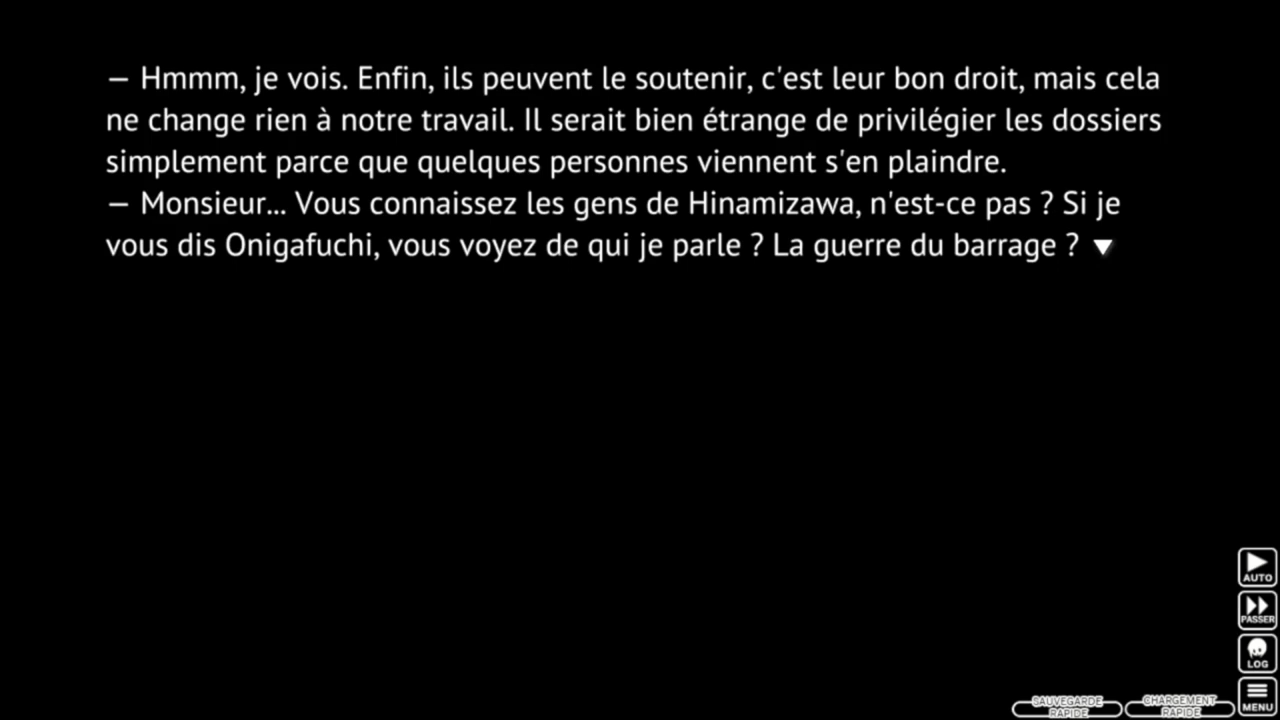 — Hmmm, je vois. Enfin, ils peuvent le soutenir, c'est leur bon droit, mais cela
ne change rien à notre travail. Il serait bien étrange de privilégier les dossiers
simplement parce que quelques personnes viennent s'en plaindre.
— Monsieur... Vous connaissez les gens de Hinamizawa, n'est-ce pas ? Si je
vous dis Onigafuchi, vous voyez de qui je parle ? La guerre du barrage ?
AUTO
PASSER
LOG
MENU
SAUVEGARDE
RAPIDE
CHARGEMENT
RAPIDE